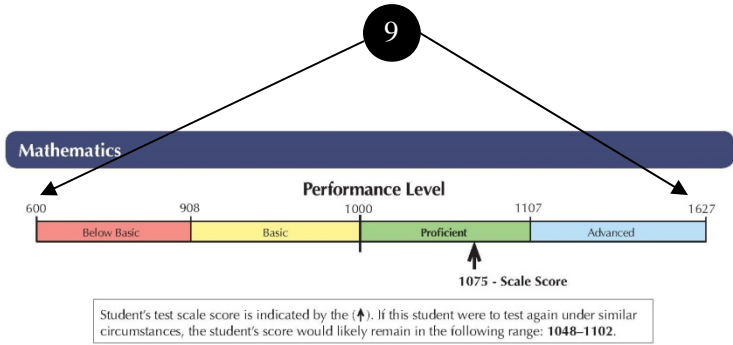 9
Mathematics
Performance Level
600 908 1000 1107 1627
Below Basic Basic Proficient Advanced
1075 - Scale Score
Student's test scale score is indicated by the (↑). If this student were to test again under similar
circumstances, the student's score would likely remain in the following range: 1048–1102.